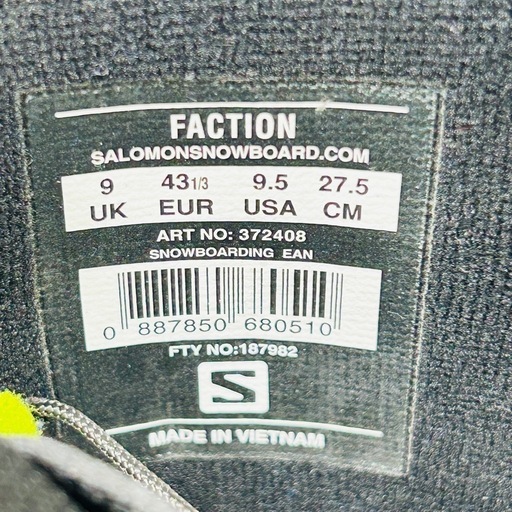 FACTION
SALOMONSNOWBOARD.COM
9 43 1/3 9.5 27.5
UK EUR USA CM
ART NO: 372408
SNOWBOARDING EAN
0 887850 680510
FTY NO:187982
S
MADE IN VIETNAM